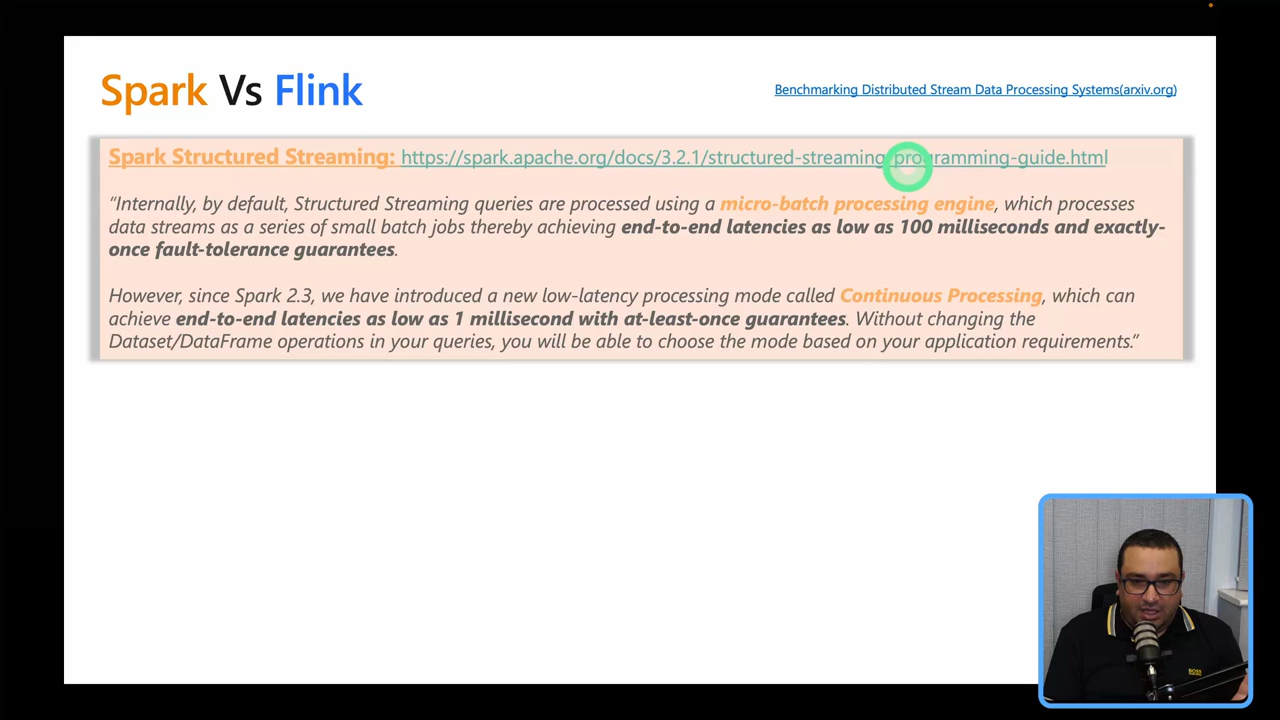 Spark Vs Flink
Benchmarking Distributed Stream Data Processing Systems(arxiv.org)
Spark Structured Streaming: https://spark.apache.org/docs/3.2.1/structured-streaming-programming-guide.html
“Internally, by default, Structured Streaming queries are processed using a micro-batch processing engine, which processes
data streams as a series of small batch jobs thereby achieving end-to-end latencies as low as 100 milliseconds and exactly-
once fault-tolerance guarantees.
However, since Spark 2.3, we have introduced a new low-latency processing mode called Continuous Processing, which can
achieve end-to-end latencies as low as 1 millisecond with at-least-once guarantees. Without changing the
Dataset/DataFrame operations in your queries, you will be able to choose the mode based on your application requirements.”
BOSS